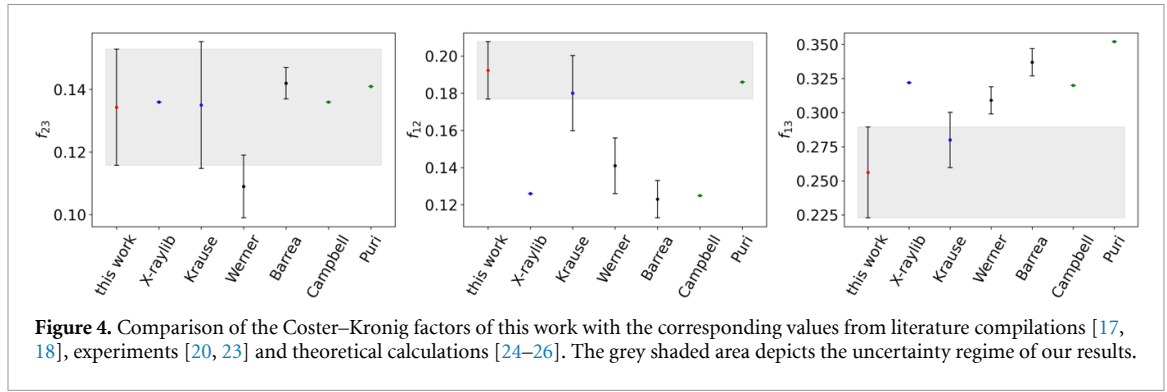 f23
0.14
0.12
0.10
this work
X-raylib
Krause
Werner
Barrea
Campbell
Puri
f12
0.20
0.18
0.16
0.14
0.12
this work
X-raylib
Krause
Werner
Barrea
Campbell
Puri
f13
0.350
0.325
0.300
0.275
0.250
0.225
this work
X-raylib
Krause
Werner
Barrea
Campbell
Puri
Figure 4. Comparison of the Coster–Kronig factors of this work with the corresponding values from literature compilations [17,
18], experiments [20, 23] and theoretical calculations [24–26]. The grey shaded area depicts the uncertainty regime of our results.